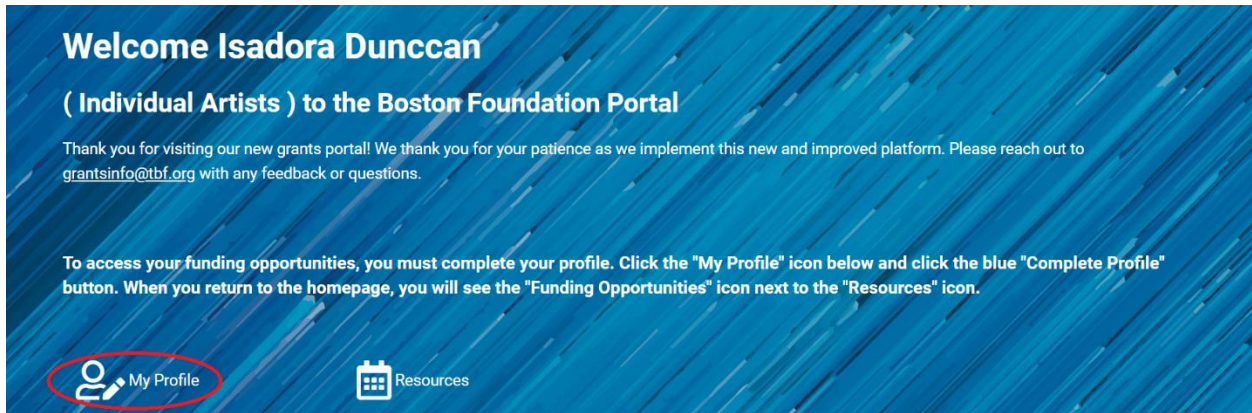 Welcome Isadora Dunccan
( Individual Artists ) to the Boston Foundation Portal
Thank you for visiting our new grants portal! We thank you for your patience as we implement this new and improved platform. Please reach out to
grantsinfo@tbf.org with any feedback or questions.
To access your funding opportunities, you must complete your profile. Click the "My Profile" icon below and click the blue "Complete Profile"
button. When you return to the homepage, you will see the "Funding Opportunities" icon next to the "Resources" icon.
My Profile
Resources